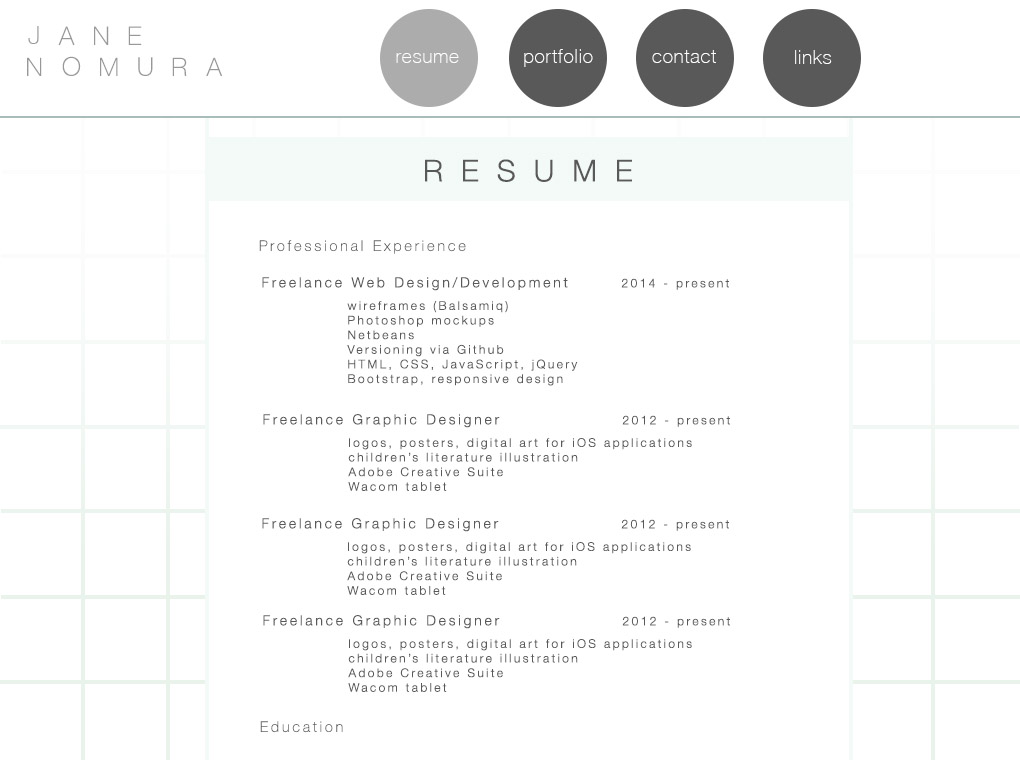 JANE
NOMURA
resume
portfolio
contact
links
RESUME
Professional Experience
Freelance Web Design/Development 2014 - present
wireframes (Balsamiq)
Photoshop mockups
Netbeans
Versioning via Github
HTML, CSS, JavaScript, jQuery
Bootstrap, responsive design
Freelance Graphic Designer 2012 - present
logos, posters, digital art for iOS applications
children's literature illustration
Adobe Creative Suite
Wacom tablet
Freelance Graphic Designer 2012 - present
logos, posters, digital art for iOS applications
children's literature illustration
Adobe Creative Suite
Wacom tablet
Freelance Graphic Designer 2012 - present
logos, posters, digital art for iOS applications
children's literature illustration
Adobe Creative Suite
Wacom tablet
Education